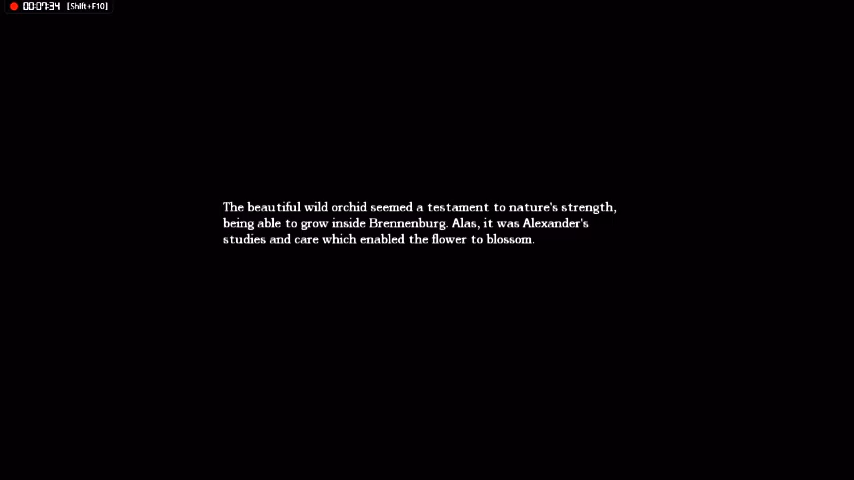 00:07:34 [Shift+F10]
The beautiful wild orchid seemed a testament to nature's strength,
being able to grow inside Brennenburg. Alas, it was Alexander's
studies and care which enabled the flower to blossom.